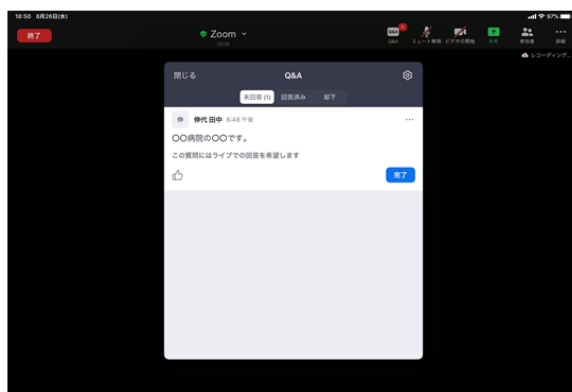 18:50 8月26日(水) 97%
終了
Zoom
Q&A
Q&A ミュート解除 ビデオの開始 共有 参加者 詳細
レコーディング...
閉じる Q&A
未回答 (1) 回答済み 却下
伸 伸代 田中 6:48 午後
〇〇病院の〇〇です。
この質問にはライブでの回答を希望します
完了